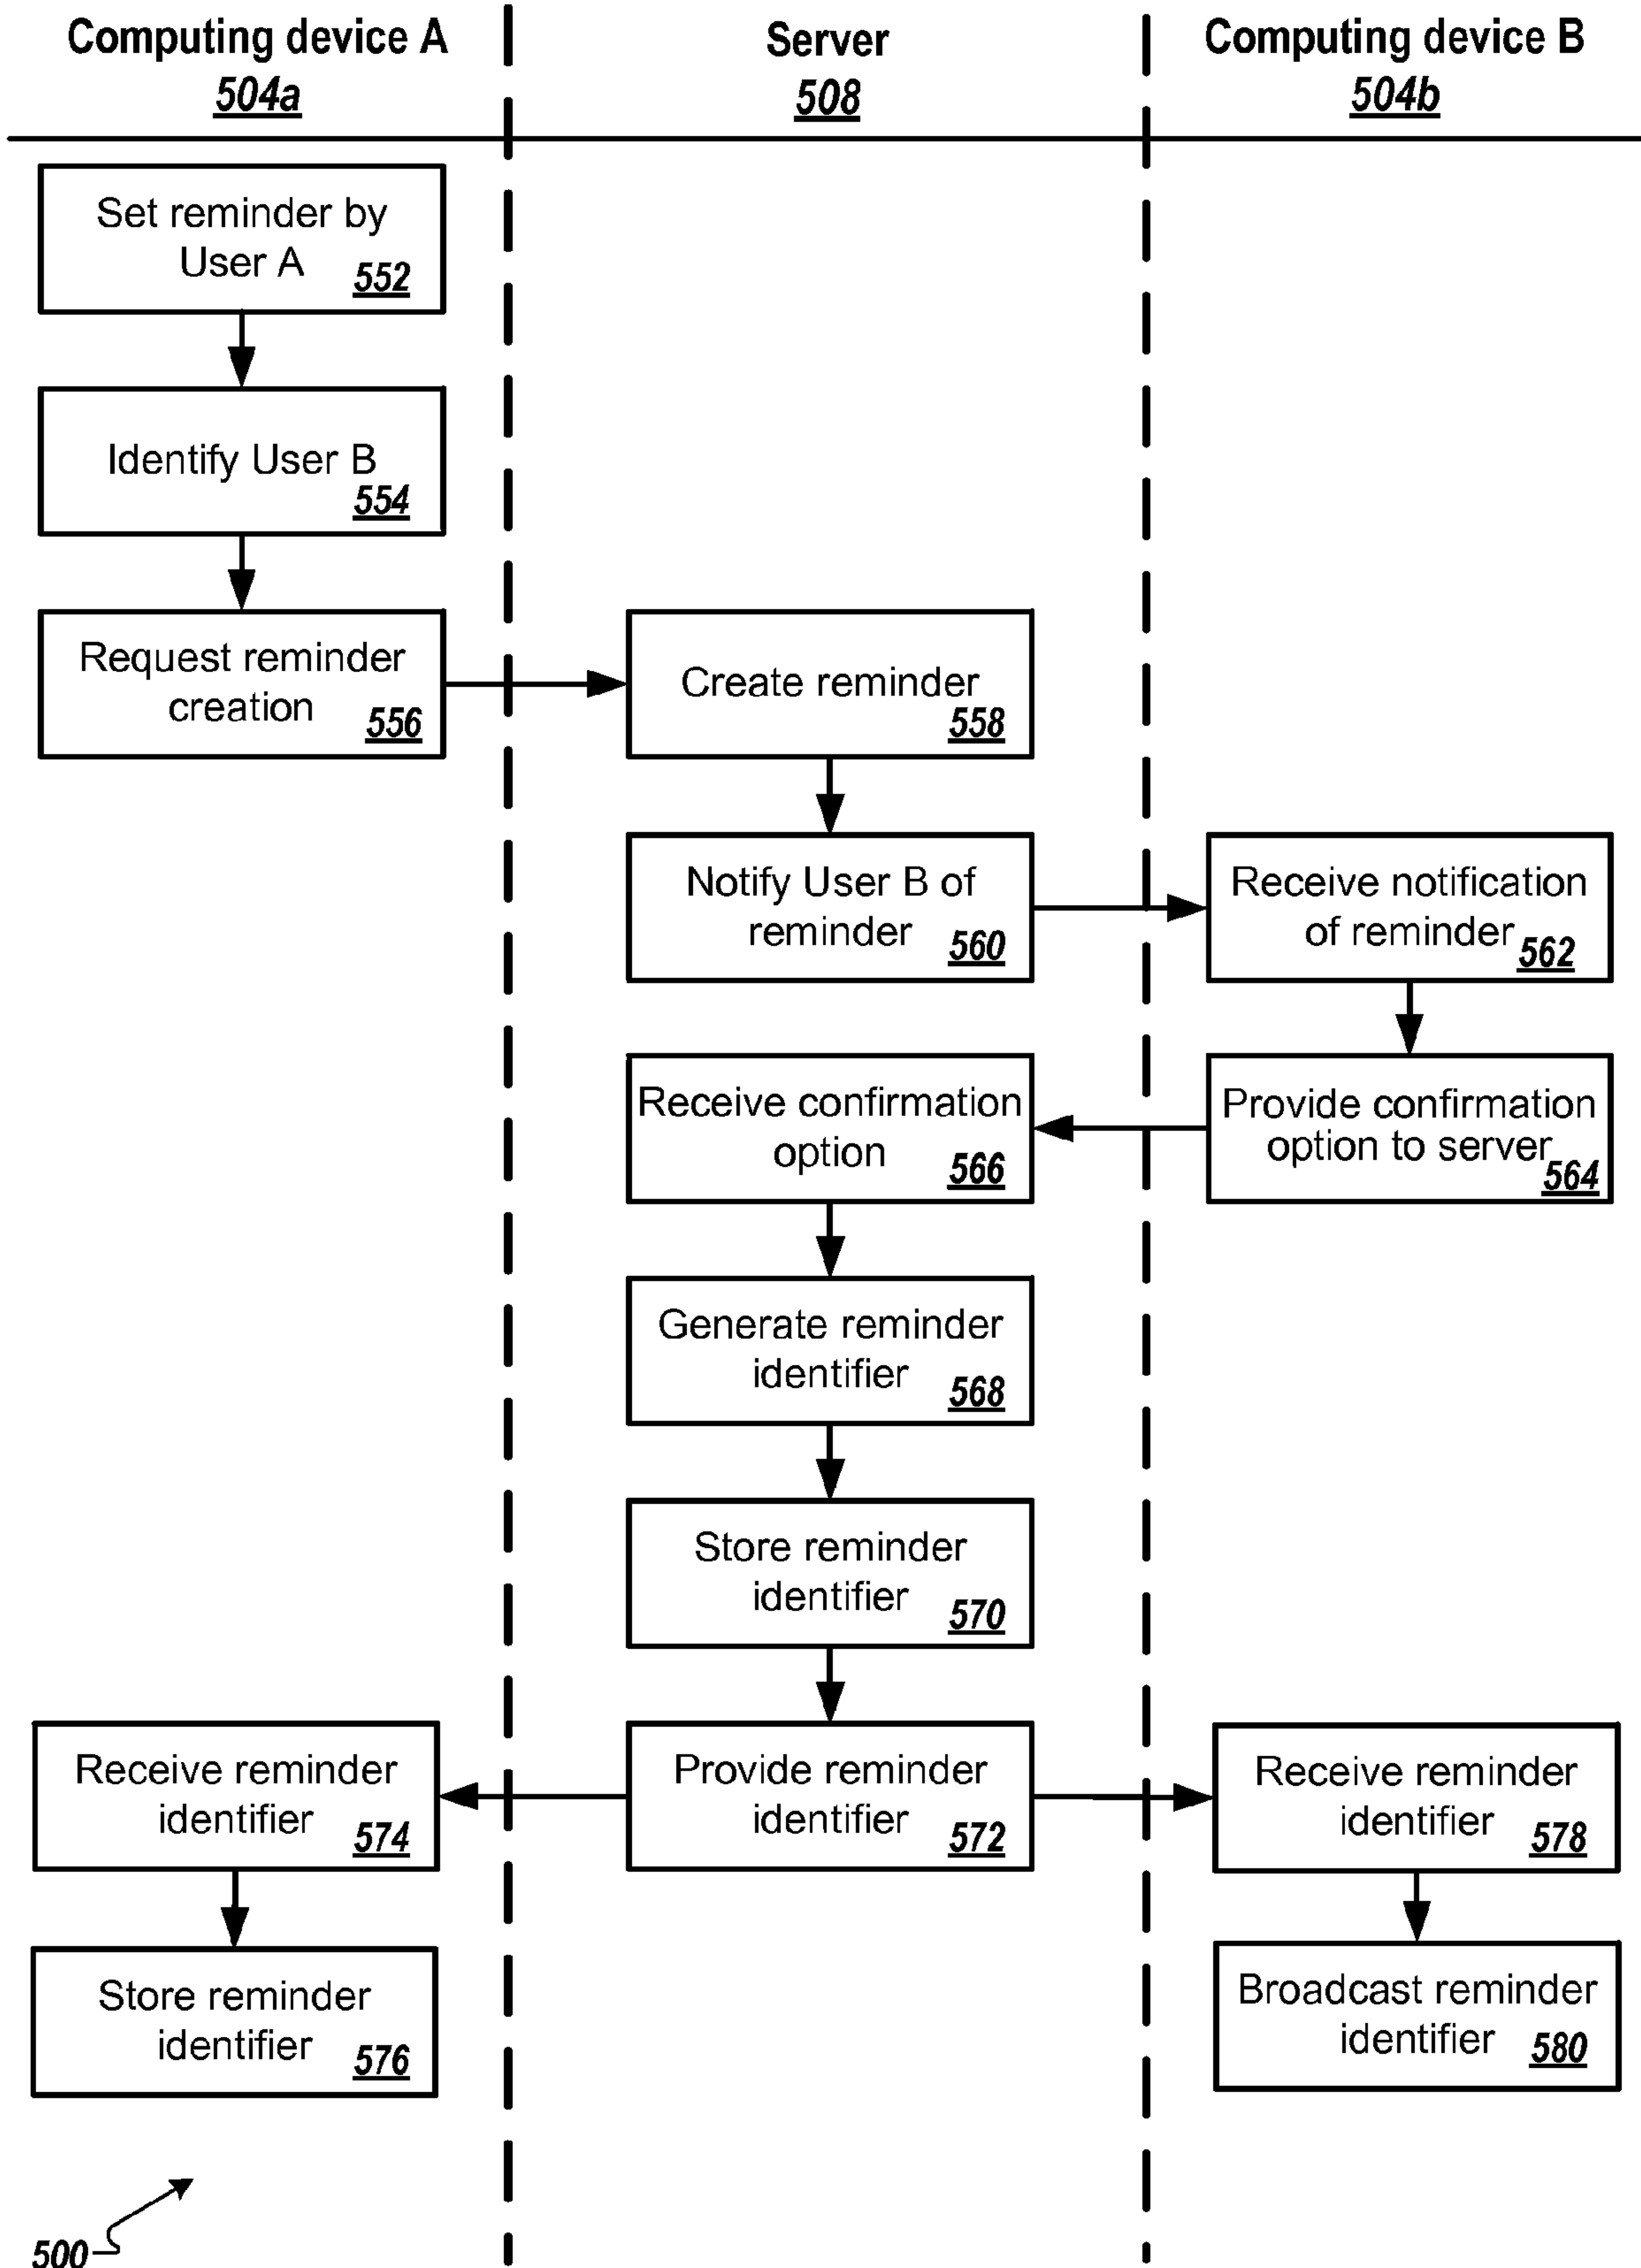 Computing device A
504a
Server
508
Computing device B
504b
Set reminder by
User A
552
Identify User B
554
Request reminder
creation
556
Create reminder
558
Notify User B of
reminder
560
Receive notification
of reminder
562
Receive confirmation
option
566
Provide confirmation
option to server
564
Generate reminder
identifier
568
Store reminder
identifier
570
Receive reminder
identifier
574
Provide reminder
identifier
572
Receive reminder
identifier
578
Store reminder
identifier
576
Broadcast reminder
identifier
580
500